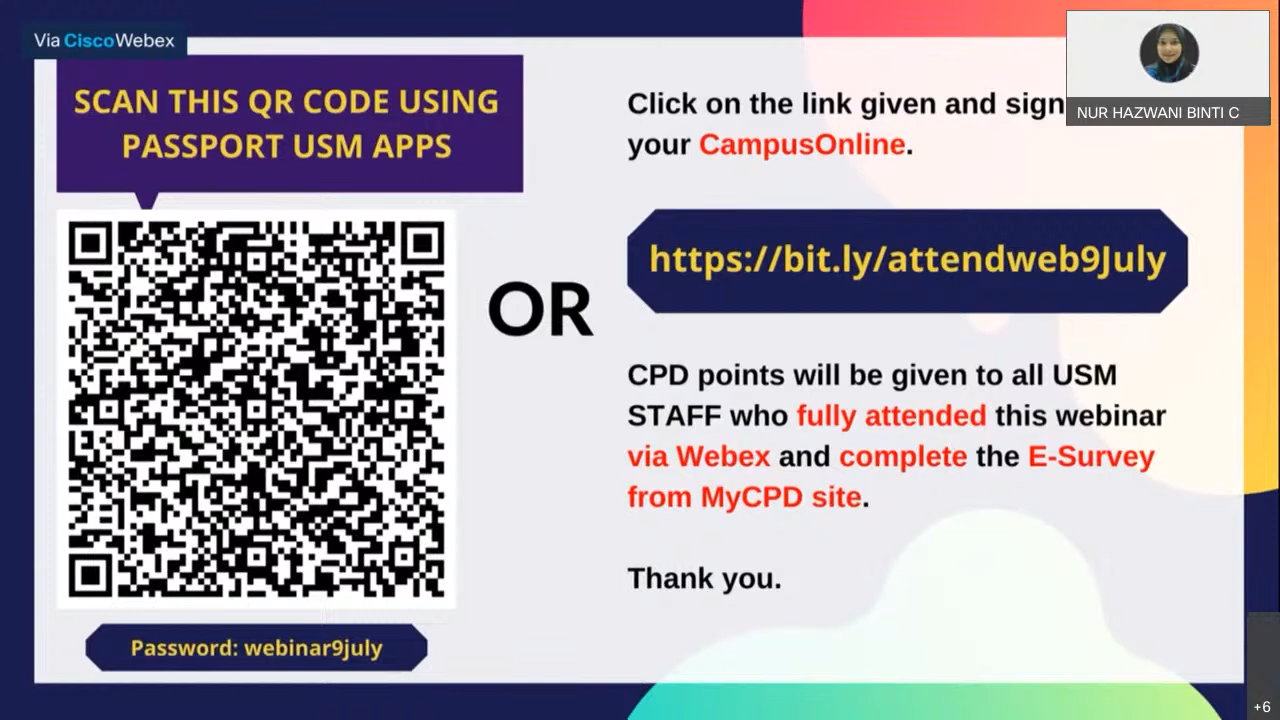 Via CiscoWebex
SCAN THIS QR CODE USING
PASSPORT USM APPS
OR
Password: webinar9july
Click on the link given and sign
your CampusOnline.
https://bit.ly/attendweb9July
CPD points will be given to all USM
STAFF who fully attended this webinar
via Webex and complete the E-Survey
from MyCPD site.
Thank you.
NUR HAZWANI BINTI C
+6